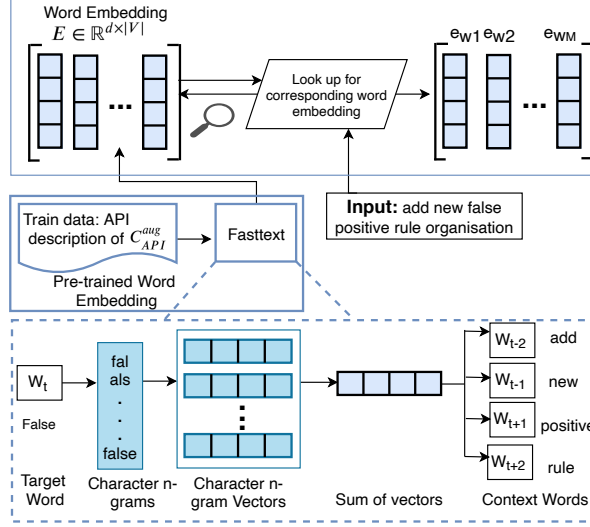 Word Embedding
E ∈ ℝ^{d×|V|}
e_{W1} e_{W2} e_{WM}
...
...
Look up for
corresponding word
embedding
Input: add new false
positive rule organisation
Train data: API
description of C_{API}^{aug}
Fasttext
Pre-trained Word
Embedding
W_t
False
Target
Word
fal
als
.
.
.
false
Character n-
grams
Character n-
gram Vectors
Sum of vectors
W_{t-2} add
W_{t-1} new
W_{t+1} positive
W_{t+2} rule
Context Words